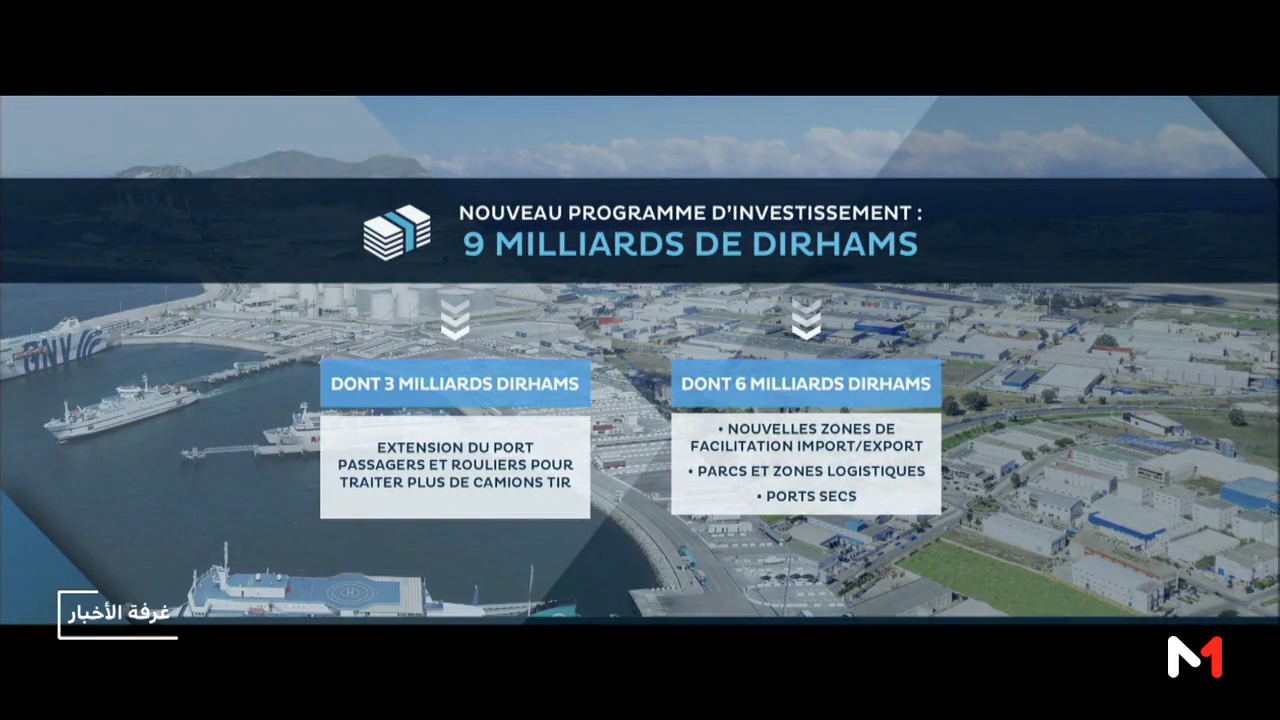 NOUVEAU PROGRAMME D'INVESTISSEMENT :
9 MILLIARDS DE DIRHAMS
DONT 3 MILLIARDS DIRHAMS
EXTENSION DU PORT
PASSAGERS ET ROULIERS POUR
TRAITER PLUS DE CAMIONS TIR
DONT 6 MILLIARDS DIRHAMS
• NOUVELLES ZONES DE
FACILITATION IMPORT/EXPORT
• PARCS ET ZONES LOGISTIQUES
• PORTS SECS
GNV
غرفة الأخبار
M1